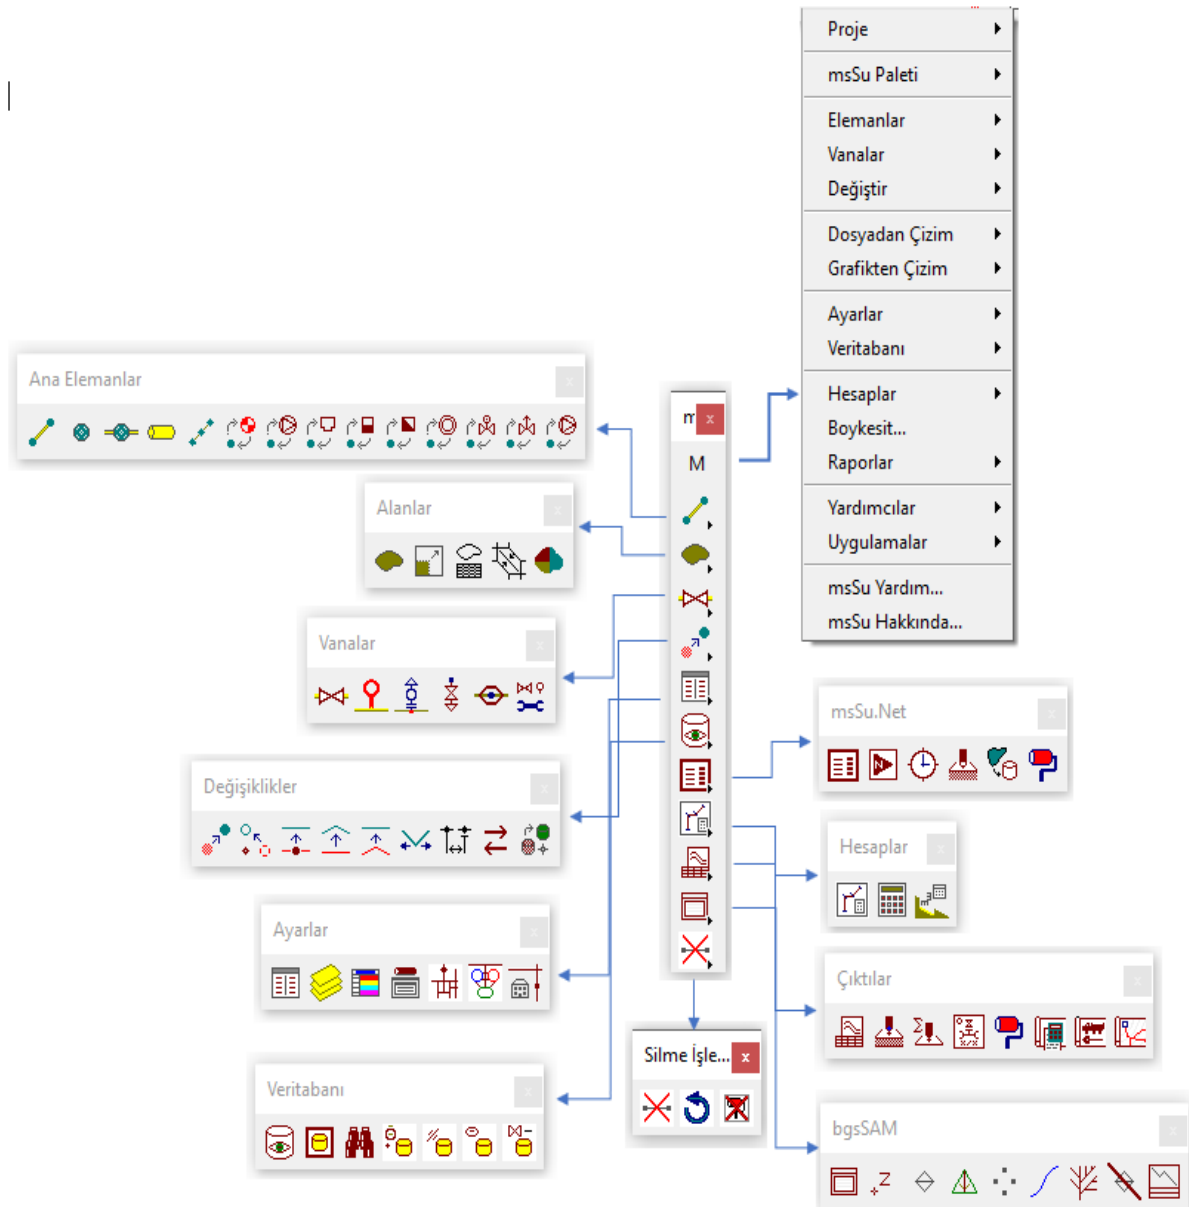 Proje
msSu Paleti
Elemanlar
Vanalar
Değiştir
Dosyadan Çizim
Grafikten Çizim
Ayarlar
Veritabanı
Hesaplar
Boykesit...
Raporlar
Yardımcılar
Uygulamalar
msSu Yardım...
msSu Hakkında...
Ana Elemanlar
M
Alanlar
Vanalar
Değişiklikler
Ayarlar
Veritabanı
msSu.Net
Hesaplar
Çıktılar
Silme İşle...
bgsSAM